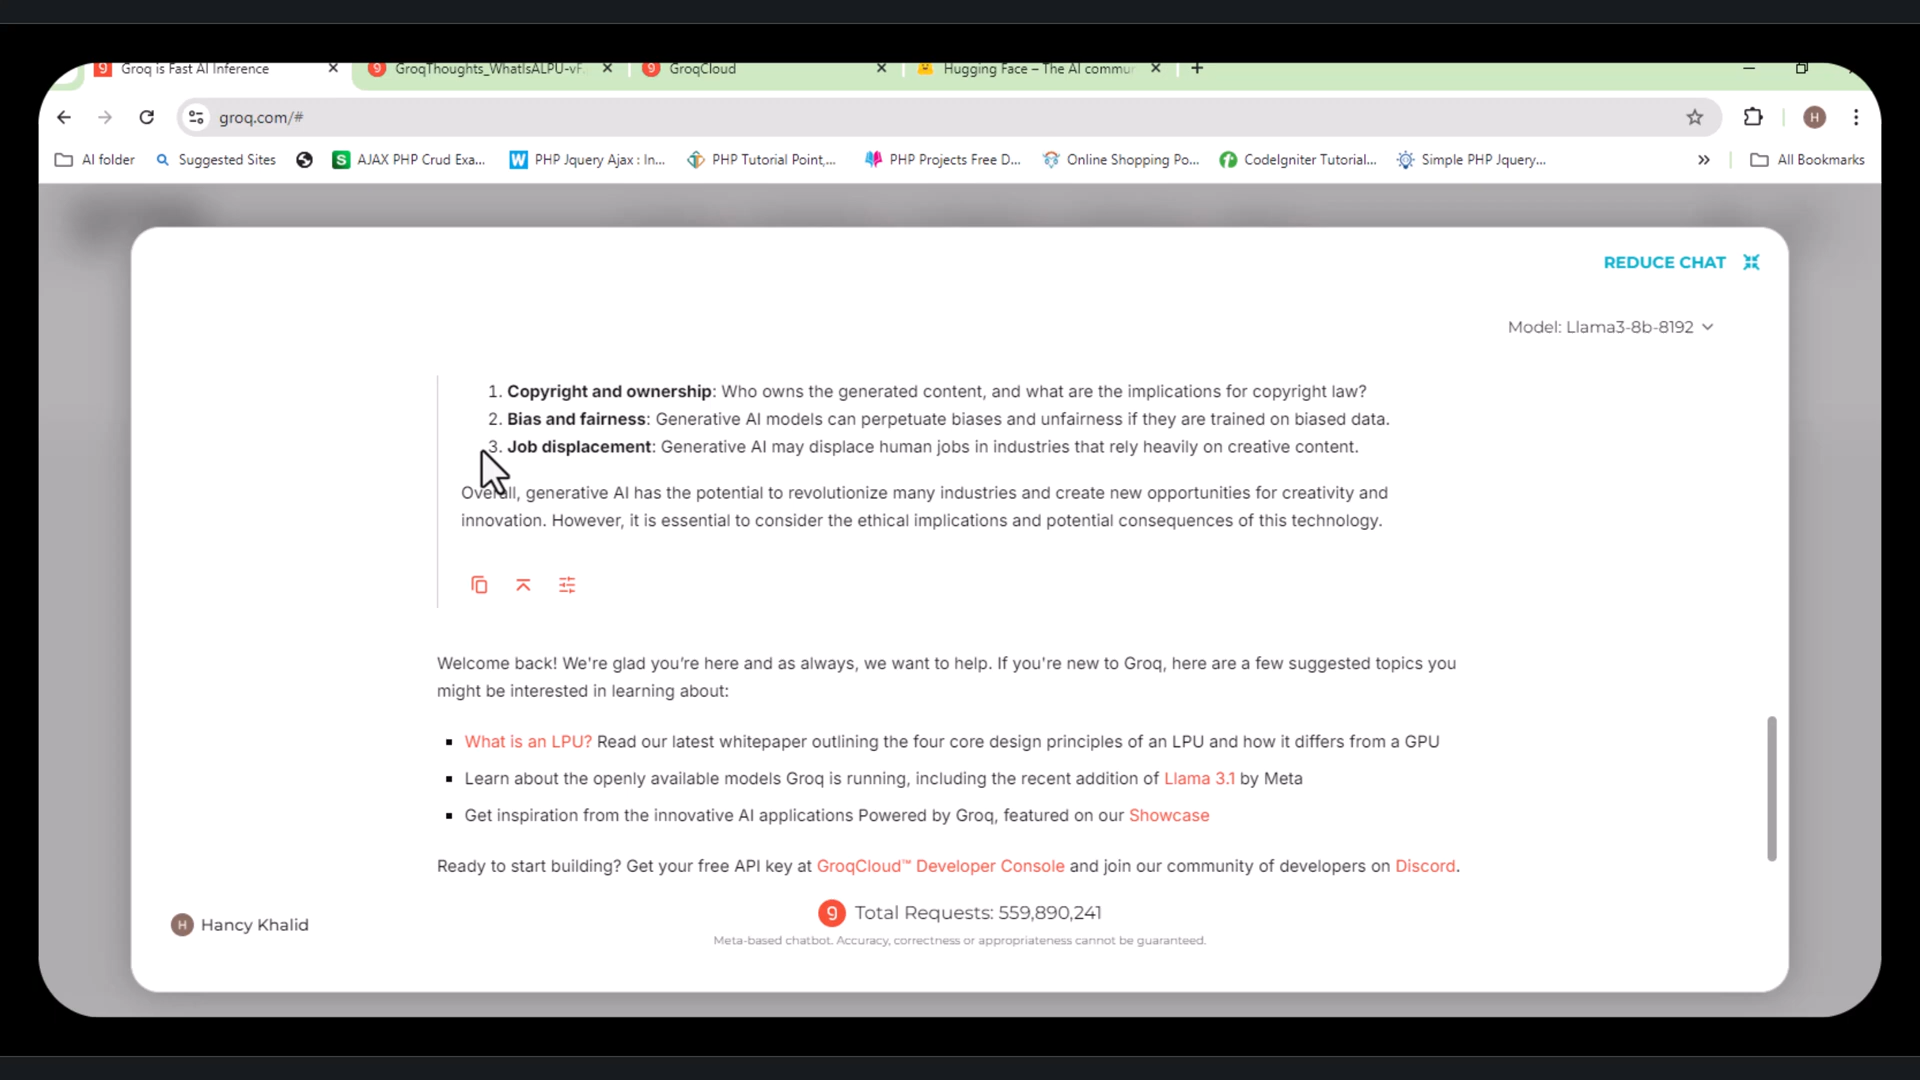 Groq is Fast AI Inference
GroqThoughts_WhatIsALPU-vF
GroqCloud
Hugging Face – The AI commur
groq.com/#
H
AI folder
Suggested Sites
S AJAX PHP Crud Exa...
W PHP Jquery Ajax : In...
PHP Tutorial Point,...
PHP Projects Free D...
Online Shopping Po...
CodeIgniter Tutorial...
Simple PHP Jquery...
»
All Bookmarks
REDUCE CHAT
Model: Llama3-8b-8192
1. Copyright and ownership: Who owns the generated content, and what are the implications for copyright law?
2. Bias and fairness: Generative AI models can perpetuate biases and unfairness if they are trained on biased data.
3. Job displacement: Generative AI may displace human jobs in industries that rely heavily on creative content.
Overall, generative AI has the potential to revolutionize many industries and create new opportunities for creativity and
innovation. However, it is essential to consider the ethical implications and potential consequences of this technology.
Welcome back! We're glad you're here and as always, we want to help. If you're new to Groq, here are a few suggested topics you
might be interested in learning about:
▪ What is an LPU? Read our latest whitepaper outlining the four core design principles of an LPU and how it differs from a GPU
▪ Learn about the openly available models Groq is running, including the recent addition of Llama 3.1 by Meta
▪ Get inspiration from the innovative AI applications Powered by Groq, featured on our Showcase
Ready to start building? Get your free API key at GroqCloud™ Developer Console and join our community of developers on Discord.
H Hancy Khalid
Total Requests: 559,890,241
Meta-based chatbot. Accuracy, correctness or appropriateness cannot be guaranteed.